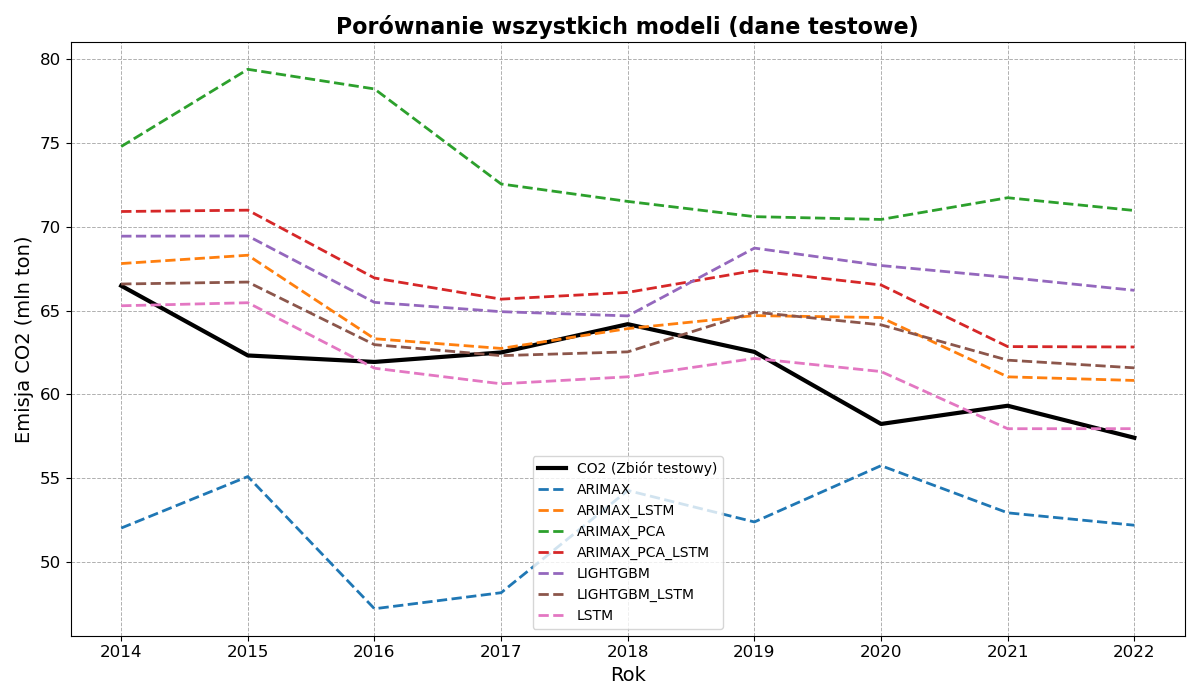 Porównanie wszystkich modeli (dane testowe)
Emisja CO2 (mln ton)
80
75
70
65
60
55
50
CO2 (Zbiór testowy)
ARIMAX
ARIMAX_LSTM
ARIMAX_PCA
ARIMAX_PCA_LSTM
LIGHTGBM
LIGHTGBM_LSTM
LSTM
2014 2015 2016 2017 2018 2019 2020 2021 2022
Rok